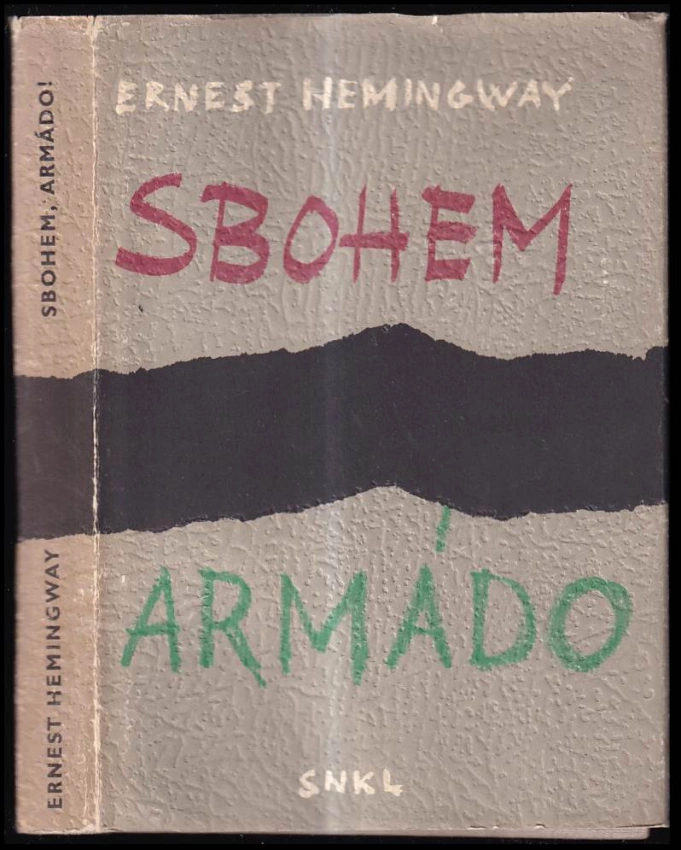 ERNEST HEMINGWAY
SBOHEM
ARMÁDO
SNKL
SBOHEM, ARMÁDO!
ERNEST HEMINGWAY